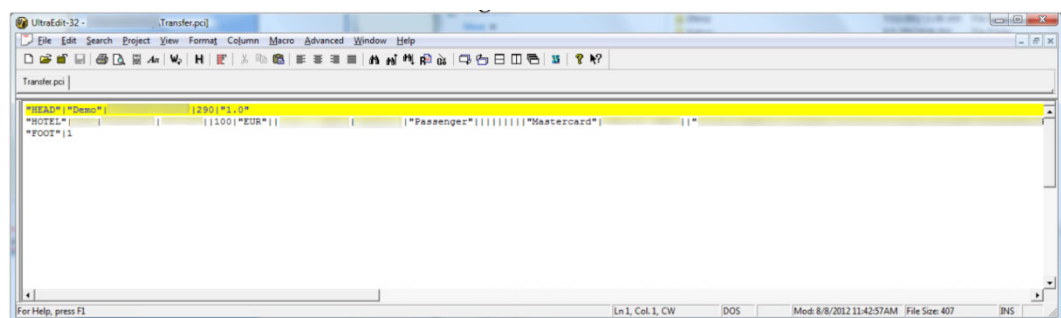 UltraEdit-32 - Transfer.pci]
File Edit Search Project View Format Column Macro Advanced Window Help
Transfer.pci
"HEAD"|"Demo"| |290|"1.0"
"HOTEL"| | | ||100|"EUR"|| | |"Passenger"|||||||||"Mastercard"| ||"
"FOOT"|1
For Help, press F1 Ln 1, Col. 1, CW DOS Mod: 8/8/2012 11:42:57AM File Size: 407 INS